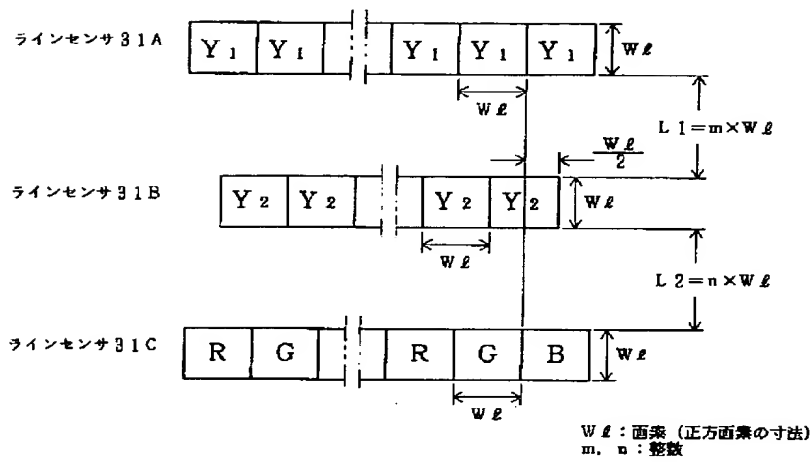 ラインセンサ31A
Y1 Y1 Y1 Y1 Y1
Wℓ
Wℓ
L1=m×Wℓ
Wℓ/2
ラインセンサ31B
Y2 Y2 Y2 Y2
Wℓ
Wℓ
L2=n×Wℓ
ラインセンサ31C
R G R G B
Wℓ
Wℓ
Wℓ:画素(正方画素の寸法)
m, n:整数